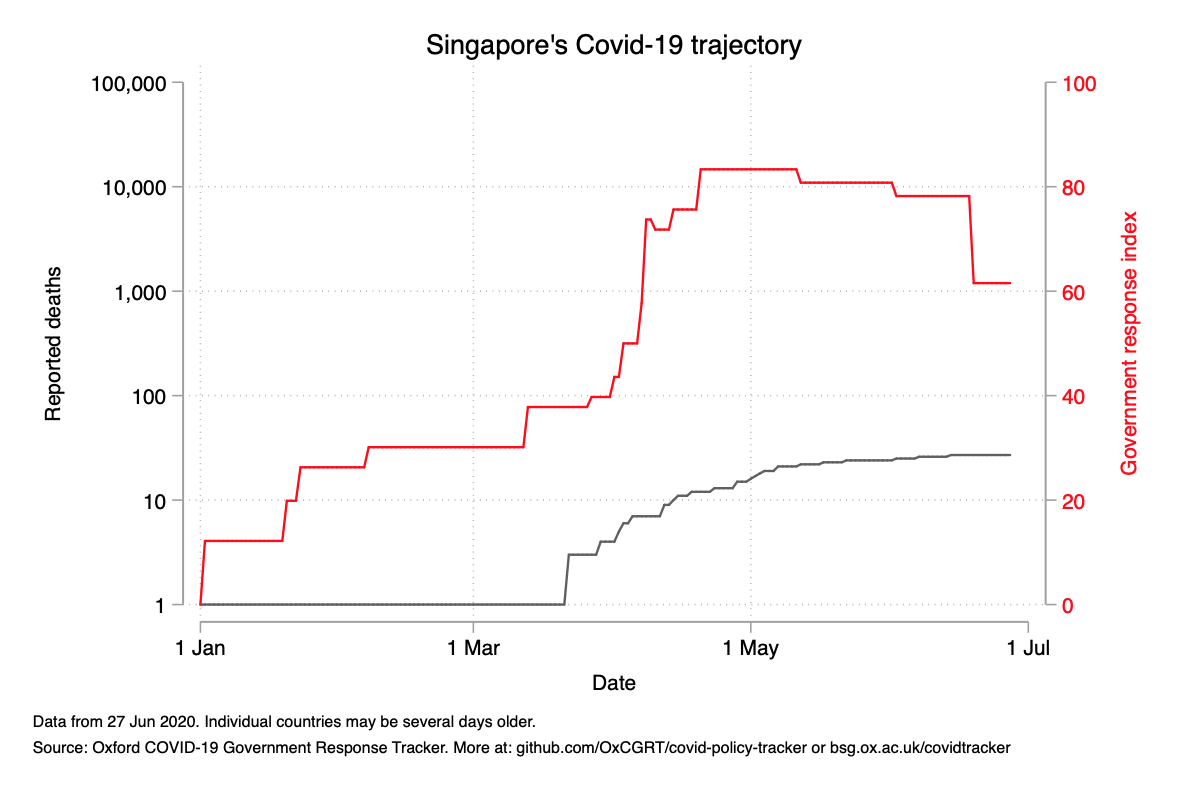 Singapore's Covid-19 trajectory
100,000
10,000
1,000
100
10
1
Reported deaths
100
80
60
40
20
0
Government response index
1 Jan
1 Mar
1 May
1 Jul
Date
Data from 27 Jun 2020. Individual countries may be several days older.
Source: Oxford COVID-19 Government Response Tracker. More at: github.com/OxCGRT/covid-policy-tracker or bsg.ox.ac.uk/covidtracker